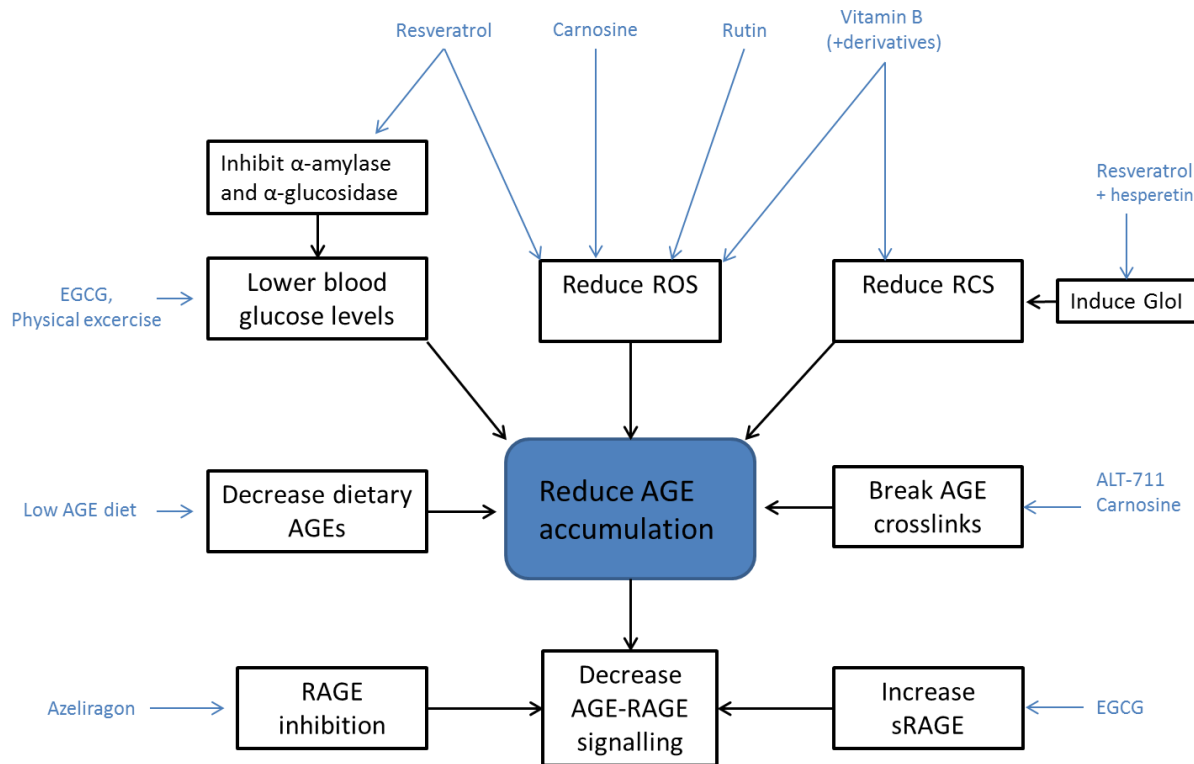 Resveratrol
Carnosine
Rutin
Vitamin B
(+derivatives)
Inhibit α-amylase
and α-glucosidase
Resveratrol
+ hesperetin
Lower blood
glucose levels
Reduce ROS
Reduce RCS
Induce GloI
EGCG,
Physical excercise
Low AGE diet
Decrease dietary
AGEs
Reduce AGE
accumulation
Break AGE
crosslinks
ALT-711
Carnosine
Azeliragon
RAGE
inhibition
Decrease
AGE-RAGE
signalling
Increase
sRAGE
EGCG